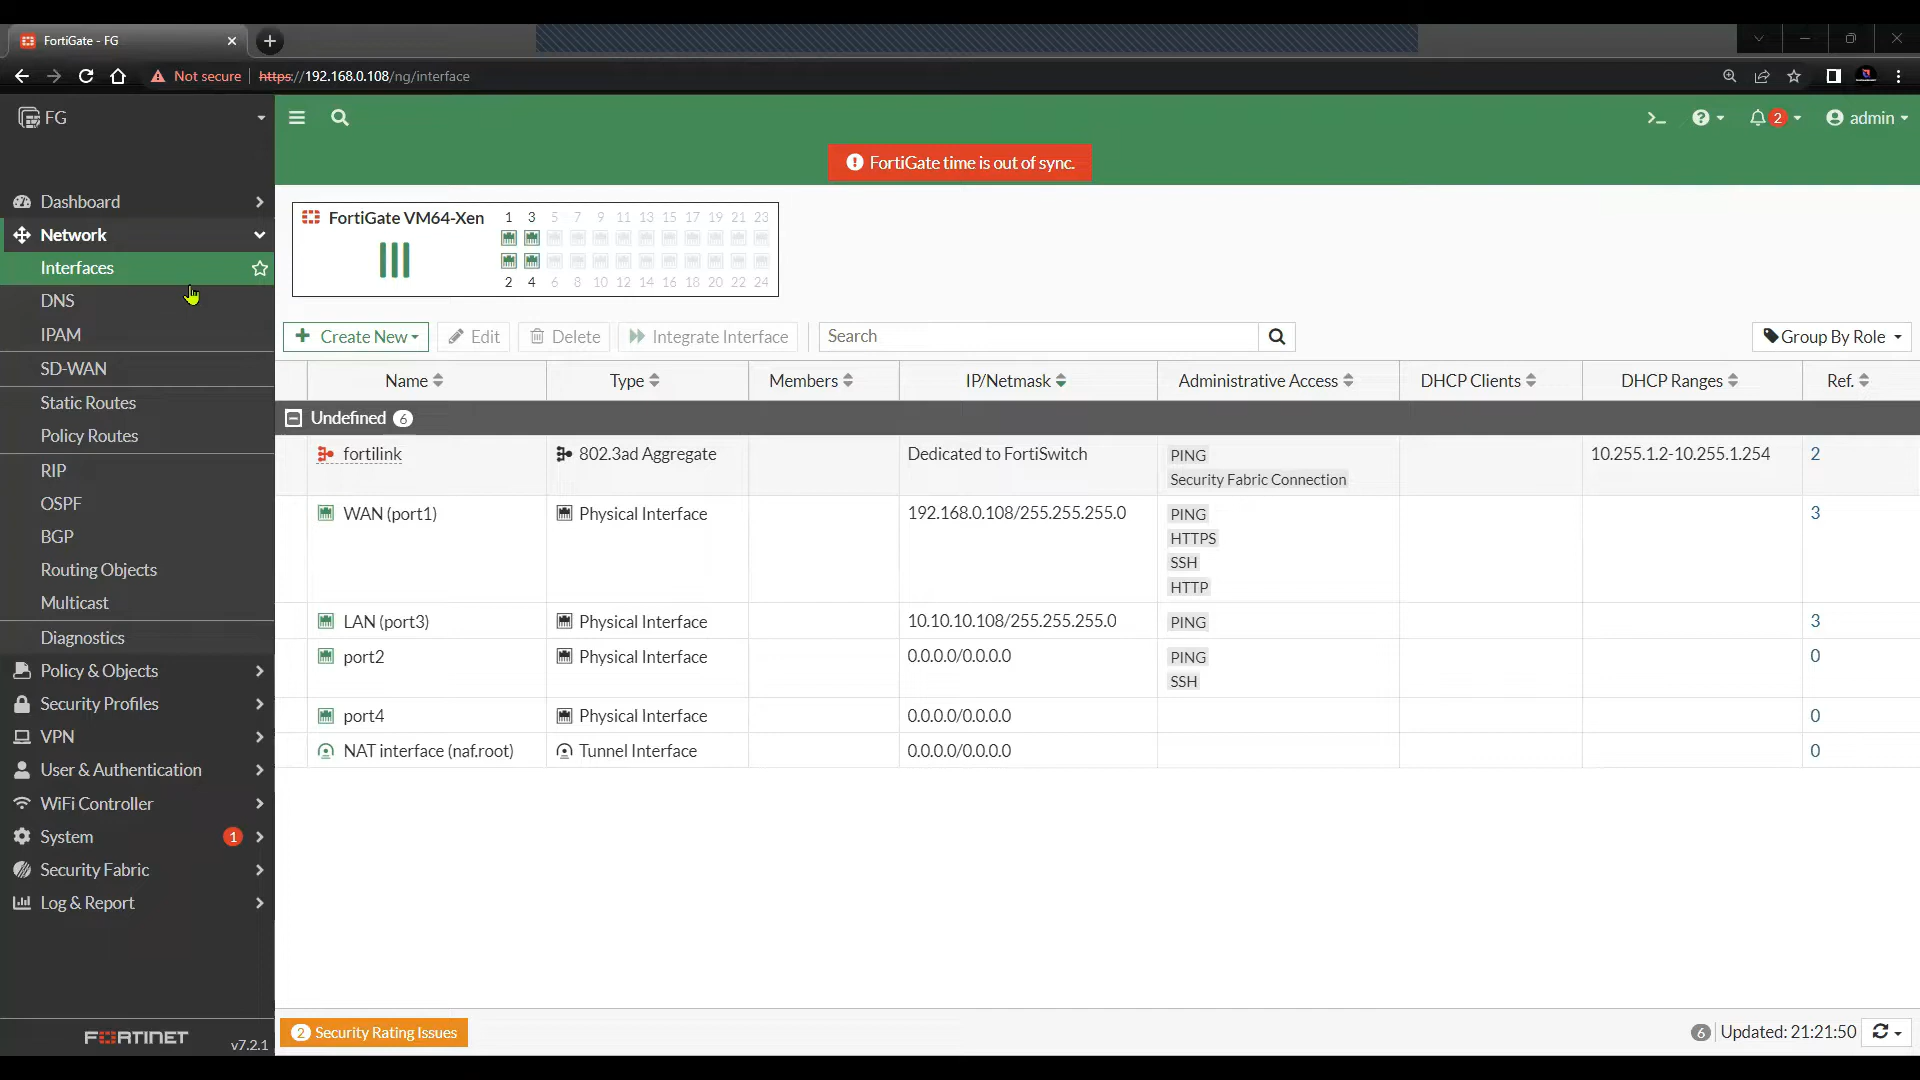 FortiGate - FG
Not secure https://192.168.0.108/ng/interface
FG
2 admin
FortiGate time is out of sync.
Dashboard
Network
Interfaces
DNS
IPAM
SD-WAN
Static Routes
Policy Routes
RIP
OSPF
BGP
Routing Objects
Multicast
Diagnostics
Policy & Objects
Security Profiles
VPN
User & Authentication
WiFi Controller
System 1
Security Fabric
Log & Report
FORTINET v7.2.1
FortiGate VM64-Xen
1 3 5 7 9 11 13 15 17 19 21 23
2 4 6 8 10 12 14 16 18 20 22 24
Create New Edit Delete Integrate Interface Search Group By Role
Name Type Members IP/Netmask Administrative Access DHCP Clients DHCP Ranges Ref.
Undefined 6
fortilink 802.3ad Aggregate Dedicated to FortiSwitch PING 10.255.1.2-10.255.1.254 2
Security Fabric Connection
WAN (port1) Physical Interface 192.168.0.108/255.255.255.0 PING 3
HTTPS
SSH
HTTP
LAN (port3) Physical Interface 10.10.10.108/255.255.255.0 PING 3
port2 Physical Interface 0.0.0.0/0.0.0.0 PING 0
SSH
port4 Physical Interface 0.0.0.0/0.0.0.0 0
NAT interface (naf.root) Tunnel Interface 0.0.0.0/0.0.0.0 0
2 Security Rating Issues
6 Updated: 21:21:50